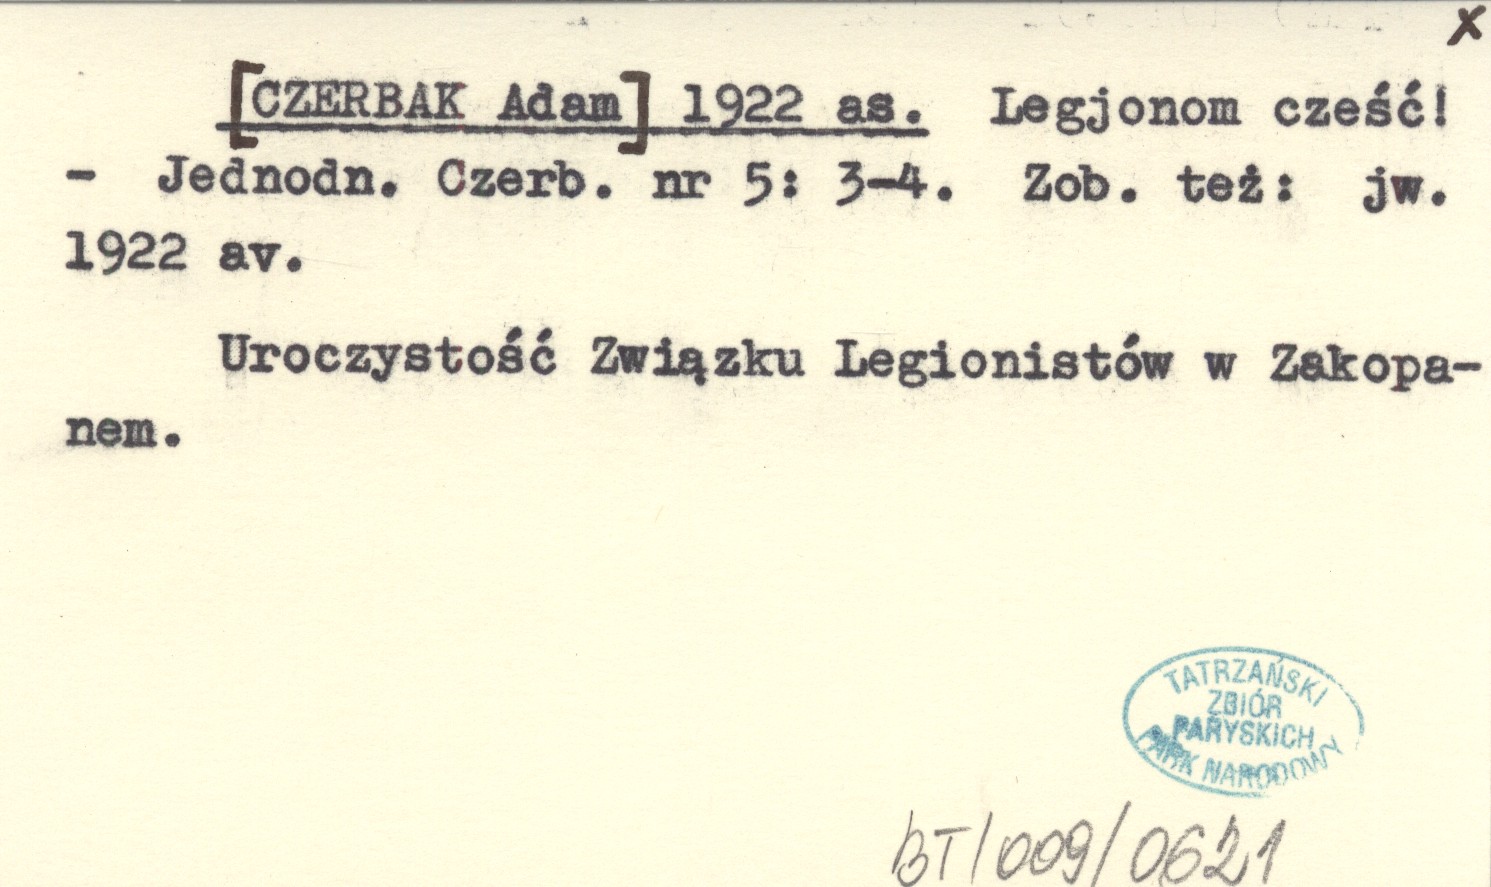 x
[CZERBAK Adam] 1922 as. Legjonom cześć!
- Jednodn. Czerb. nr 5: 3-4. Zob. też: jw.
1922 av.
Uroczystość Związku Legionistów w Zakopa-
nem.
TATRZAŃSKI
ZBIÓR
PARYSKICH
PARK NARODOWY
BT/009/0621